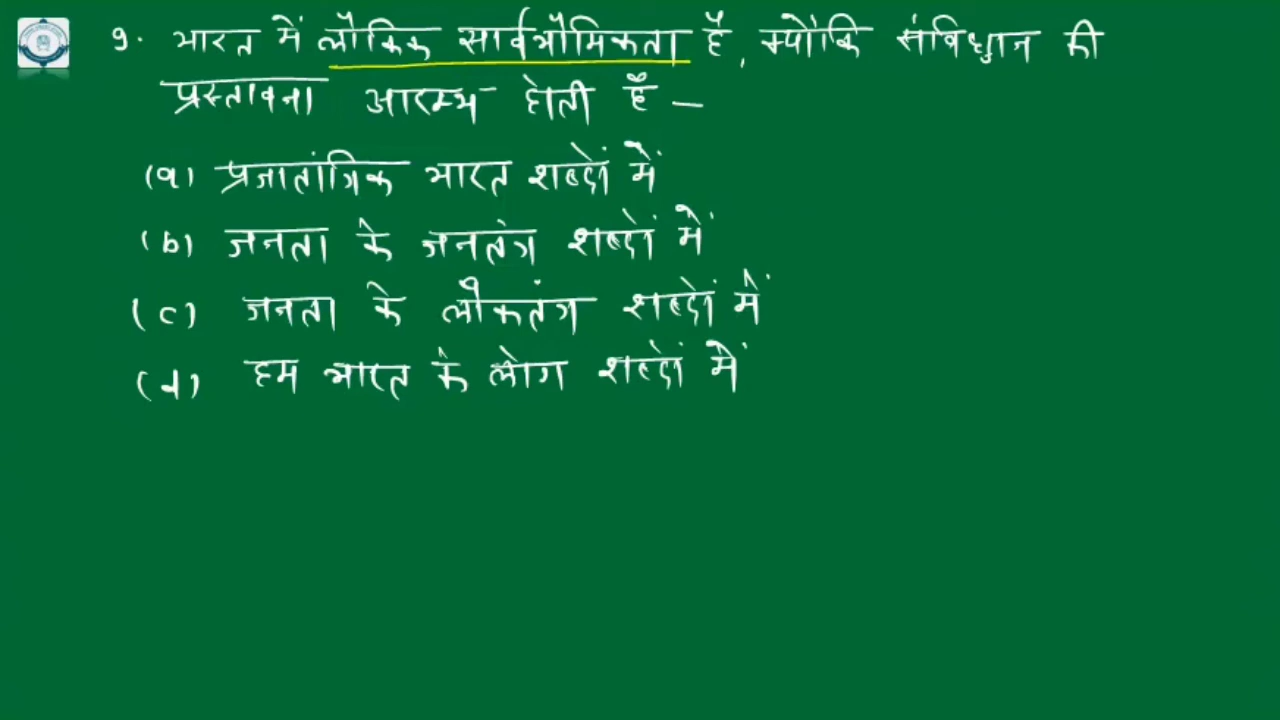 9. भारत में लौकिक सार्वभौमिकता है, क्योंकि संविधान की
प्रस्तावना आरम्भ होती है –
(a) प्रजातांत्रिक भारत शब्दों में
(b) जनता के जनतंत्र शब्दों में
(c) जनता के लोकतंत्र शब्दों में
(d) हम भारत के लोग शब्दों में